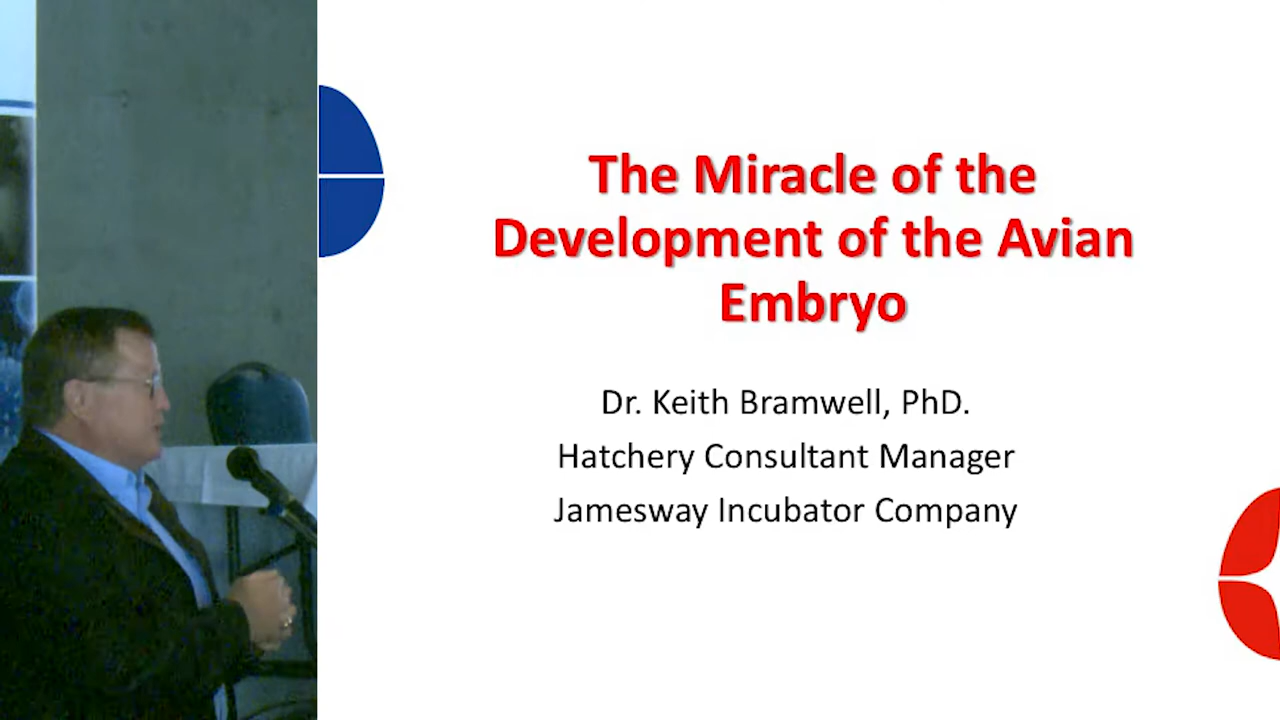 The Miracle of the
Development of the Avian
Embryo
Dr. Keith Bramwell, PhD.
Hatchery Consultant Manager
Jamesway Incubator Company